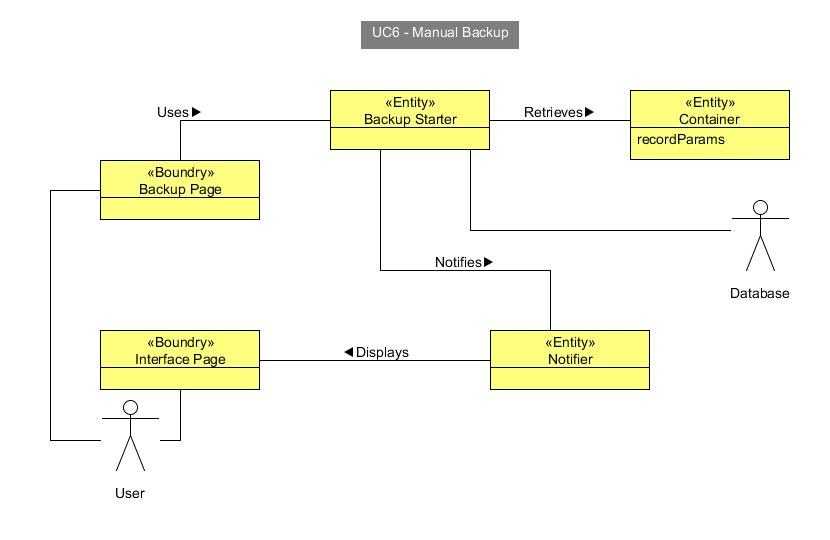 UC6 - Manual Backup
«Entity»
Backup Starter
«Entity»
Container
recordParams
Uses
Retrieves
«Boundry»
Backup Page
Database
Notifies
«Boundry»
Interface Page
Displays
«Entity»
Notifier
User